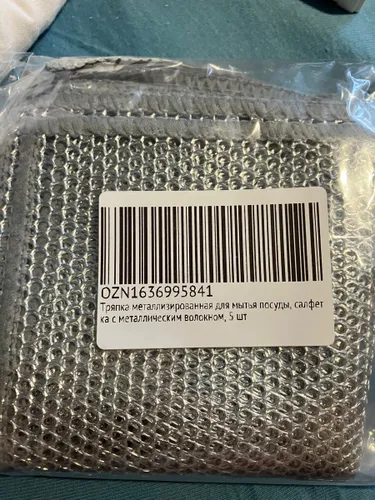 OZN1636995841
Тряпка металлизированная для мытья посуды, салфет
ка с металлическим волокном, 5 шт